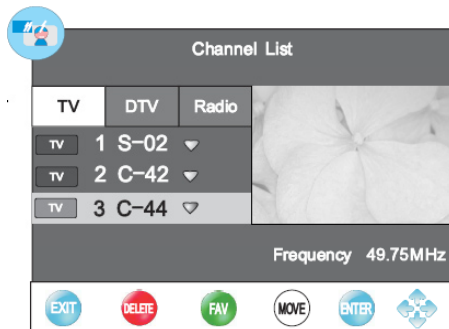 Channel List
TV DTV Radio
TV 1 S-02
TV 2 C-42
TV 3 C-44
Frequency 49.75MHz
EXIT DELETE FAV MOVE ENTER